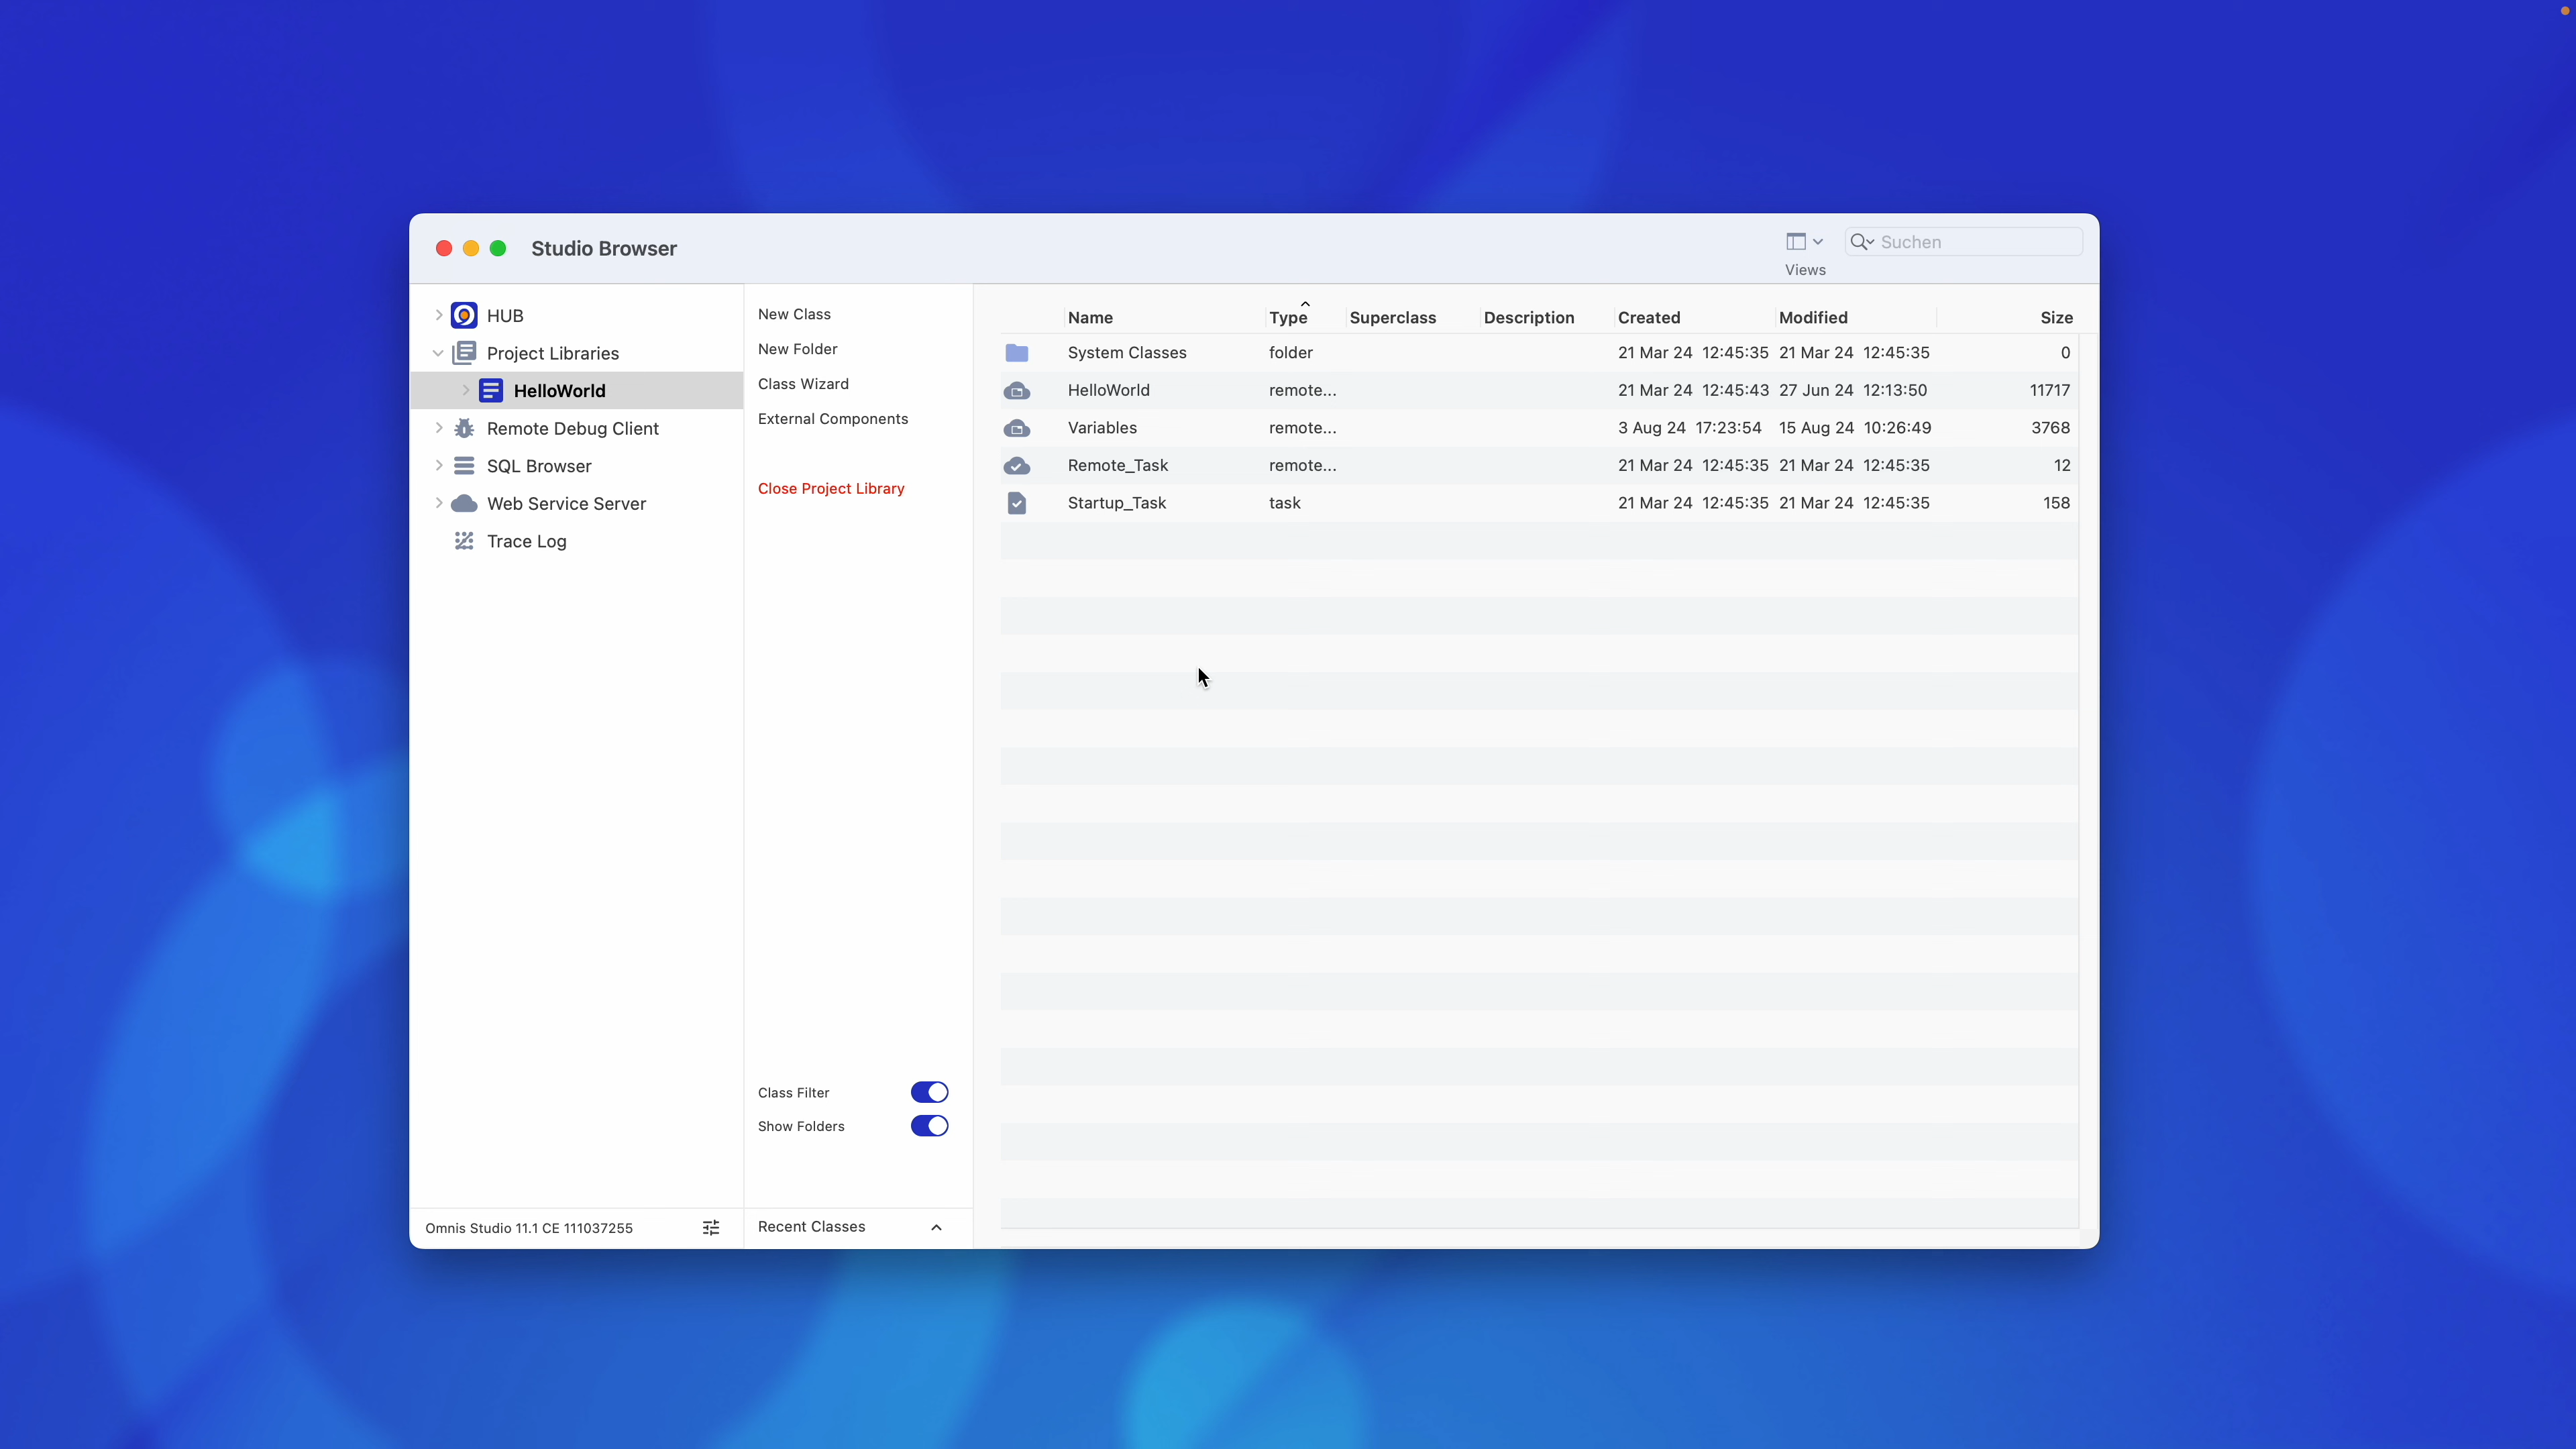 Studio Browser
Views
Suchen
HUB
Project Libraries
HelloWorld
Remote Debug Client
SQL Browser
Web Service Server
Trace Log
Omnis Studio 11.1 CE 111037255
New Class
New Folder
Class Wizard
External Components
Close Project Library
Class Filter
Show Folders
Recent Classes
Name Type Superclass Description Created Modified Size
System Classes folder 21 Mar 24 12:45:35 21 Mar 24 12:45:35 0
HelloWorld remote... 21 Mar 24 12:45:43 27 Jun 24 12:13:50 11717
Variables remote... 3 Aug 24 17:23:54 15 Aug 24 10:26:49 3768
Remote_Task remote... 21 Mar 24 12:45:35 21 Mar 24 12:45:35 12
Startup_Task task 21 Mar 24 12:45:35 21 Mar 24 12:45:35 158